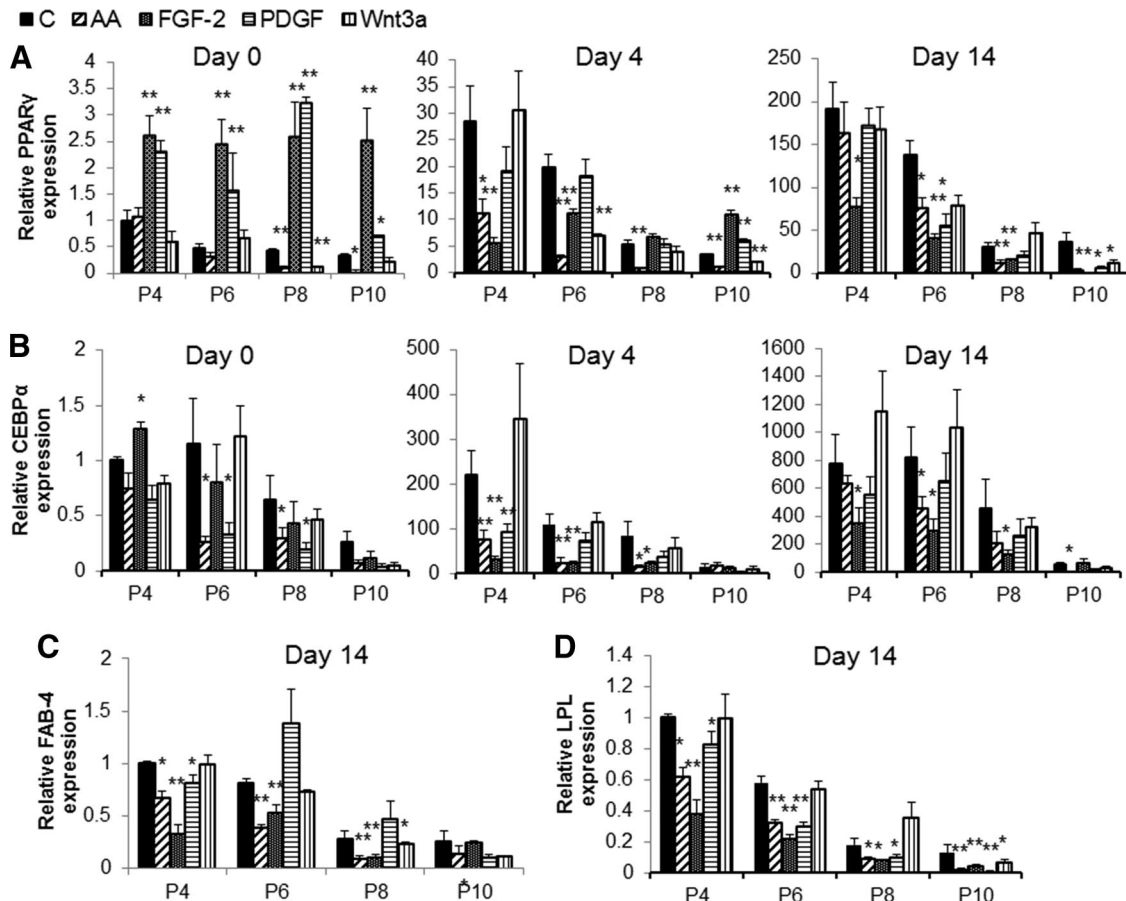 C AA FGF-2 PDGF Wnt3a
A
Day 0 Day 4 Day 14
Relative PPARγ expression
4
3.5
3
2.5
2
1.5
1
0.5
0
** ** ** ** ** ** ** ** ** * *
P4 P6 P8 P10
40
35
30
25
20
15
10
5
0
* ** ** ** ** ** ** ** ** **
P4 P6 P8 P10
250
200
150
100
50
0
* * ** * ** ** * *
P4 P6 P8 P10
B
Day 0 Day 4 Day 14
Relative CEBPα expression
2
1.5
1
0.5
0
* * * * *
P4 P6 P8 P10
500
400
300
200
100
0
** ** ** ** ** * *
P4 P6 P8 P10
1600
1400
1200
1000
800
600
400
200
0
* * * * *
P4 P6 P8 P10
C
Day 14
Relative FAB-4 expression
2
1.5
1
0.5
0
* ** * ** ** ** ** * *
P4 P6 P8 P10
D
Day 14
Relative LPL expression
1.4
1.2
1
0.8
0.6
0.4
0.2
0
* ** * ** ** ** ** * ** ** ** *
P4 P6 P8 P10